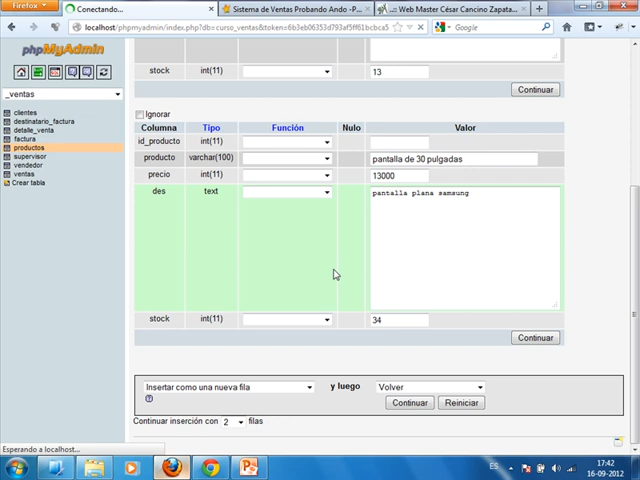 Firefox
Conectando...
Sistema de Ventas Probando Ando -P...
..:: Web Master César Cancino Zapata...
localhost/phpmyadmin/index.php?db=curso_ventas&token=6b3eb06353d793af5ff61bcbca5
Google
phpMyAdmin
_ventas
clientes
destinatario_factura
detalle_venta
factura
productos
supervisor
vendedor
ventas
Crear tabla
stock int(11) 13
Continuar
Ignorar
Columna Tipo Función Nulo Valor
id_producto int(11)
producto varchar(100) pantalla de 30 pulgadas
precio int(11) 13000
des text pantalla plana samsung
stock int(11) 34
Continuar
Insertar como una nueva fila y luego Volver
Continuar Reiniciar
Continuar inserción con 2 filas
Esperando a localhost...
ES
17:42
16-09-2012